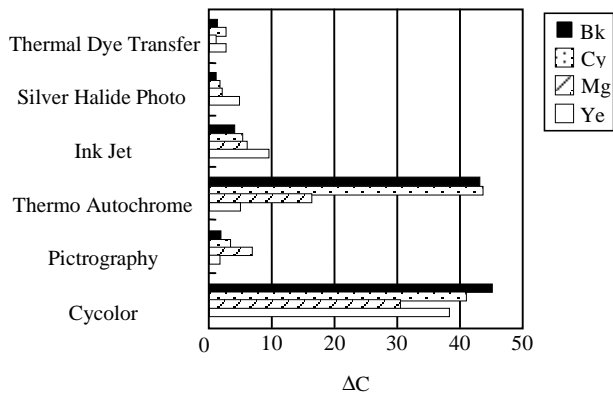 Thermal Dye Transfer
Silver Halide Photo
Ink Jet
Thermo Autochrome
Pictrography
Cycolor
0 10 20 30 40 50
ΔC
Bk
Cy
Mg
Ye